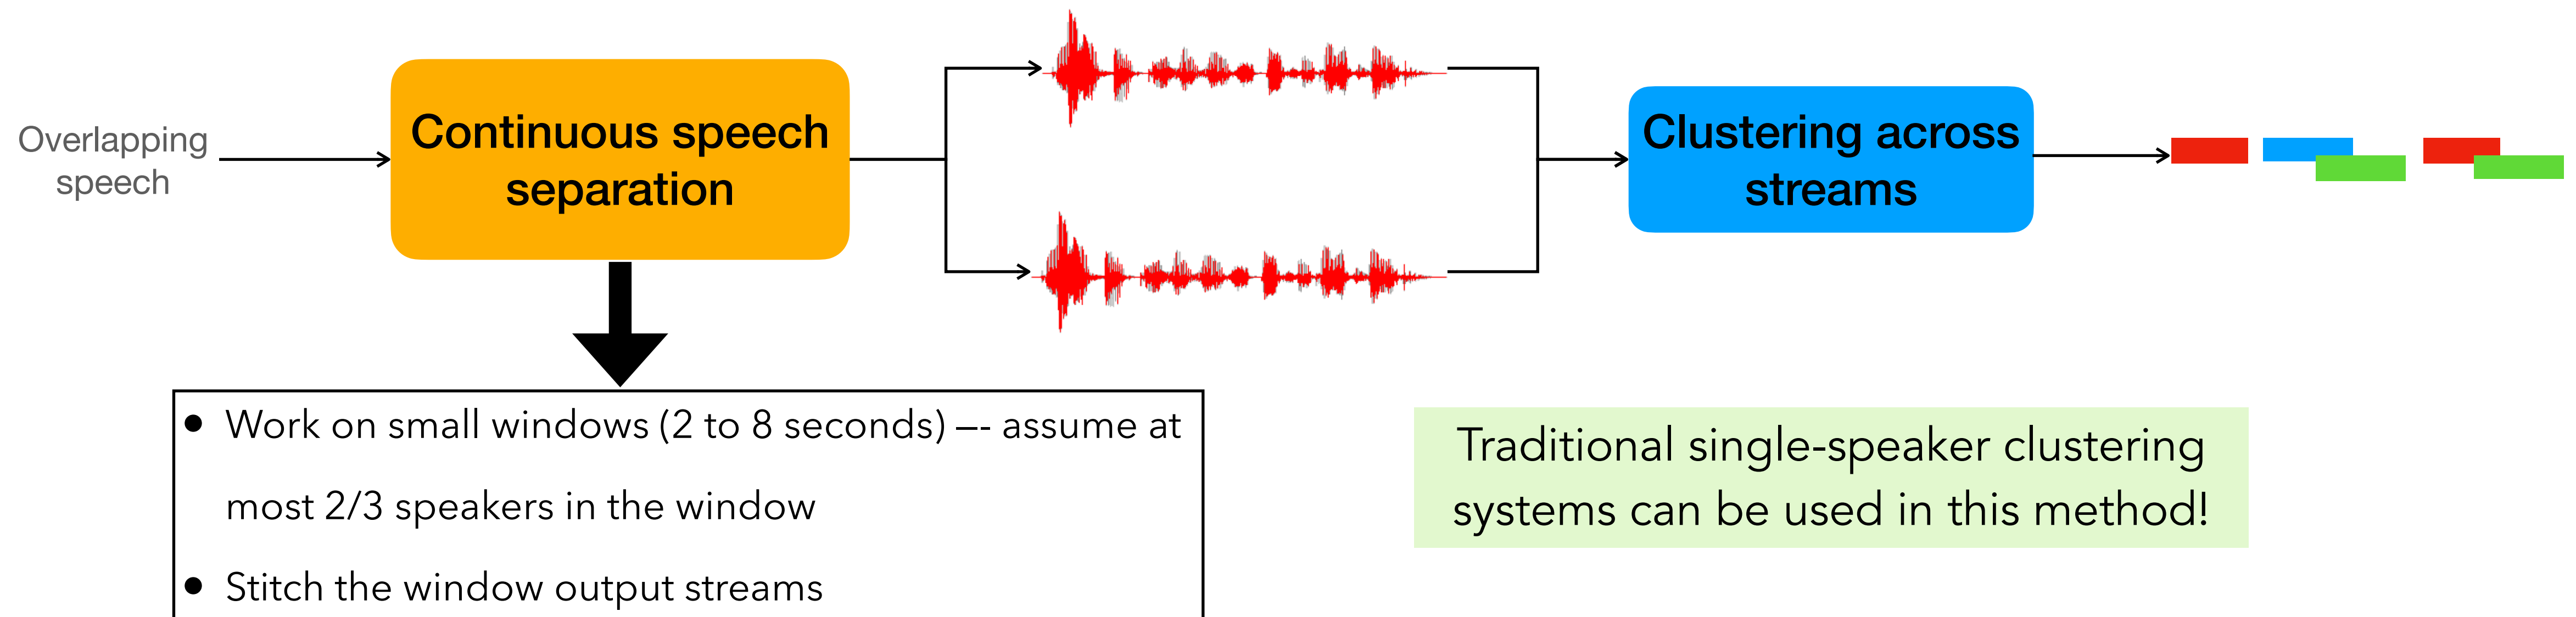 Overlapping
speech
Continuous speech
separation
Clustering across
streams
● Work on small windows (2 to 8 seconds) –- assume at
most 2/3 speakers in the window
● Stitch the window output streams
Traditional single-speaker clustering
systems can be used in this method!